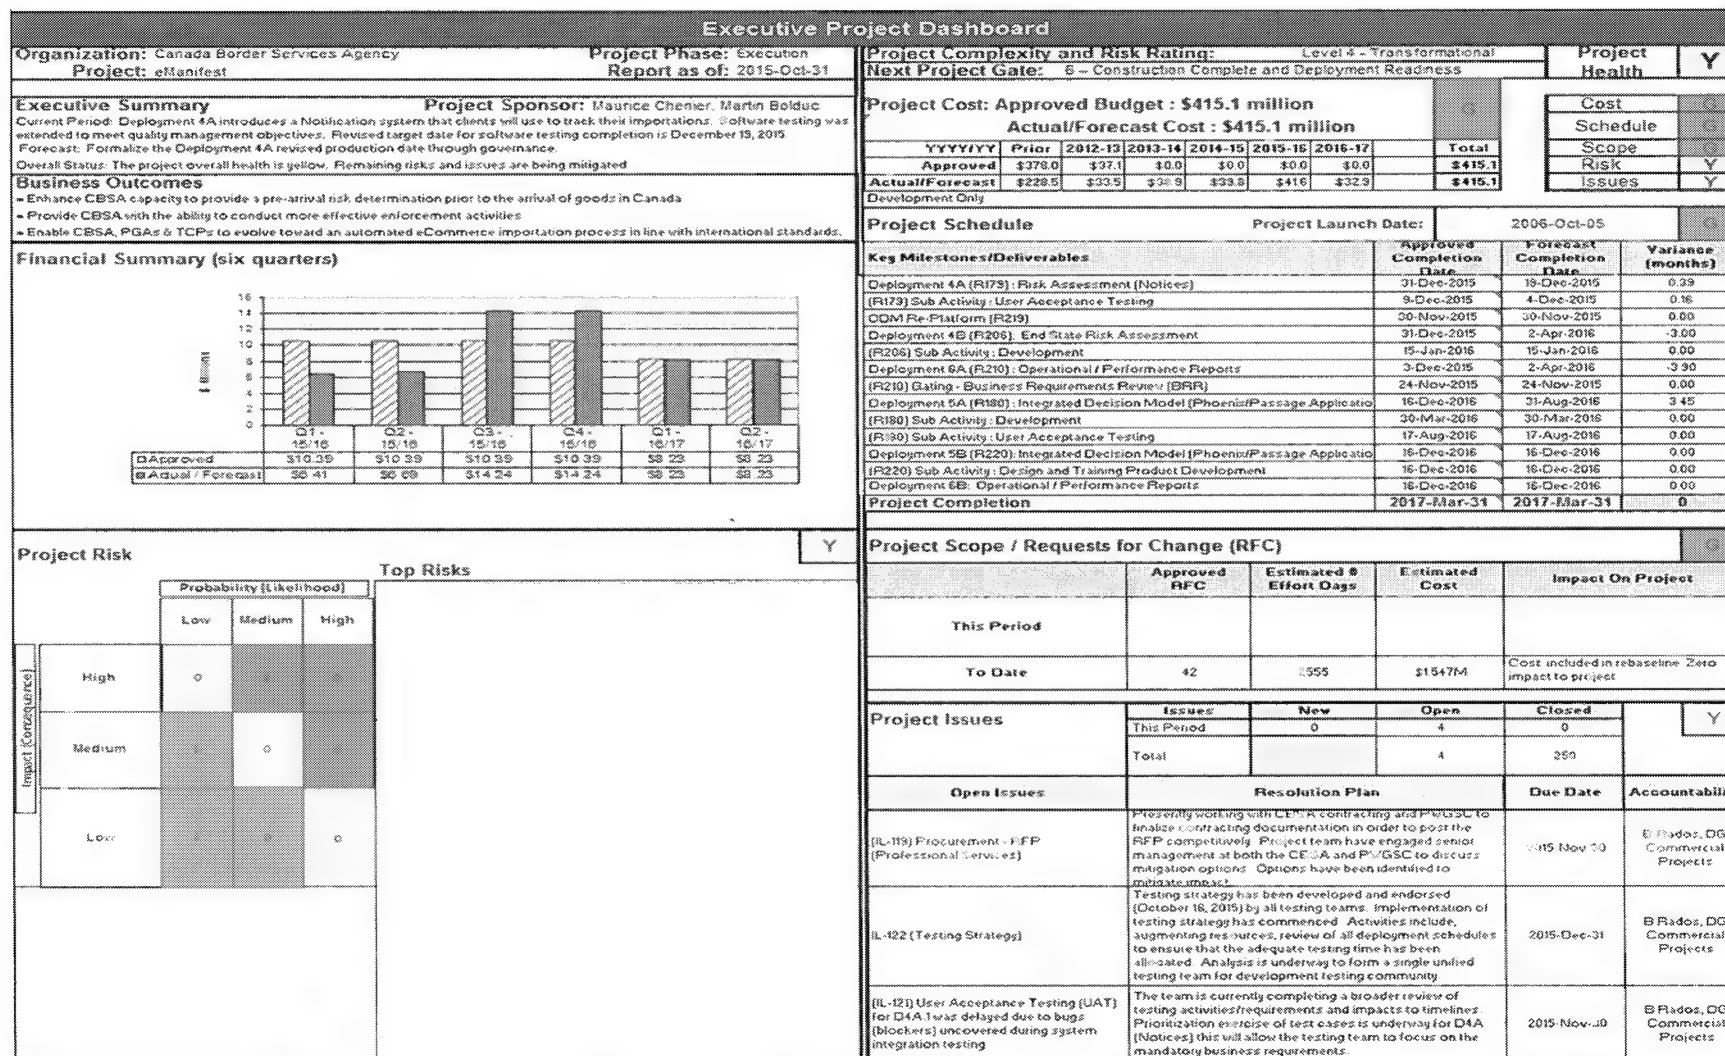 Executive Project Dashboard
Organization: Canada Border Services Agency
Project Phase: Execution
Project: eManifest
Report as of: 2015-Oct-31
Executive Summary
Project Sponsor: Maurice Chenier, Martin Bolduc
Current Period: Deployment 4A introduces a Notification system that clients will use to track their importations. Software testing was
extended to meet quality management objectives. Revised target date for software testing completion is December 19, 2015.
Forecast: Formalize the Deployment 4A revised production date through governance.
Overall Status: The project overall health is yellow. Remaining risks and issues are being mitigated
Business Outcomes
- Enhance CBSA capacity to provide a pre-arrival risk determination prior to the arrival of goods in Canada
- Provide CBSA with the ability to conduct more effective enforcement activities
- Enable CBSA, PGAs & TCPs to evolve toward an automated eCommerce importation process in line with international standards.
Financial Summary (six quarters)
16
14
12
10
8
6
4
2
0
Q1 - 15/16 Q2 - 15/16 Q3 - 15/16 Q4 - 15/16 Q1 - 16/17 Q2 - 16/17
Approved $10.39 $10.39 $10.39 $10.39 $8.23 $8.23
Actual / Forecast $6.41 $6.69 $14.24 $14.24 $8.23 $8.23
Project Risk
Y
Top Risks
Probability (Likelihood)
Low Medium High
Impact (Consequence)
High 0
Medium 0
Low 0
Project Complexity and Risk Rating: Level 4 - Transformational
Next Project Gate: 6 – Construction Complete and Deployment Readiness
Project Health Y
Project Cost: Approved Budget : $415.1 million
G
Actual/Forecast Cost : $415.1 million
YYYY/YY Prior 2012-13 2013-14 2014-15 2015-16 2016-17 Total
Approved $378.0 $37.1 $0.0 $0.0 $0.0 $0.0 $415.1
Actual/Forecast $228.5 $33.5 $39.8 $41.6 $32.9 $415.1
Development Only
Cost G
Schedule G
Scope G
Risk Y
Issues Y
Project Schedule
Project Launch Date: 2006-Oct-05 G
Key Milestones/Deliverables Approved Completion Date Forecast Completion Date Variance (months)
Deployment 4A (R179) : Risk Assessment (Notices) 31-Dec-2015 19-Dec-2015 0.39
(R179) Sub Activity : User Acceptance Testing 9-Dec-2015 4-Dec-2015 0.16
CDM Re-Platform (R219) 30-Nov-2015 30-Nov-2015 0.00
Deployment 4B (R206): End State Risk Assessment 31-Dec-2015 2-Apr-2016 -3.00
(R206) Sub Activity : Development 15-Jan-2016 15-Jan-2016 0.00
Deployment 6A (R210) : Operational / Performance Reports 3-Dec-2015 2-Apr-2016 -3.90
(R210) Gating - Business Requirements Review (BRR) 24-Nov-2015 24-Nov-2015 0.00
Deployment 5A (R180) : Integrated Decision Model (Phoenix/Passage Applicatio 16-Dec-2016 31-Aug-2016 3.45
(R180) Sub Activity : Development 30-Mar-2016 30-Mar-2016 0.00
(R180) Sub Activity : User Acceptance Testing 17-Aug-2016 17-Aug-2016 0.00
Deployment 5B (R220): Integrated Decision Model (Phoenix/Passage Applicatio 16-Dec-2016 16-Dec-2016 0.00
(R220) Sub Activity : Design and Training Product Development 16-Dec-2016 16-Dec-2016 0.00
Deployment 6B: Operational / Performance Reports 16-Dec-2016 16-Dec-2016 0.00
Project Completion 2017-Mar-31 2017-Mar-31 0
Project Scope / Requests for Change (RFC)
G
Approved RFC Estimated # Effort Days Estimated Cost Impact On Project
This Period
To Date 42 $1547M Cost included in rebaseline Zero
impact to project
Project Issues
Y
Issues New Open Closed
This Period 0 4 0
Total 4 250
Open Issues Resolution Plan Due Date Accountabili
(IL-119) Procurement - RFP
(Professional Services)
Presently working with CBSA contracting and PWGSC to
finalize contracting documentation in order to post the
RFP competitively. Project team have engaged senior
management at both the CBSA and PWGSC to discuss
mitigation options. Options have been identified to
mitigate impact
2015-Nov-30
B Rados, DG
Commercial
Projects
IL-122 (Testing Strategy)
Testing strategy has been developed and endorsed
(October 16, 2015) by all testing teams. Implementation of
testing strategy has commenced. Activities include,
augmenting resources, review of all deployment schedules
to ensure that the adequate testing time has been
allocated. Analysis is underway to form a single unified
testing team for development testing community.
2015-Dec-31
B Rados, DG
Commercial
Projects
(IL-121) User Acceptance Testing (UAT)
for D4A.1 was delayed due to bugs
(blockers) uncovered during system
integration testing
The team is currently completing a broader review of
testing activities/requirements and impacts to timelines.
Prioritization exercise of test cases is underway for D4A
(Notices) this will allow the testing team to focus on the
mandatory business requirements.
2015-Nov-30
B Rados, DG
Commercial
Projects